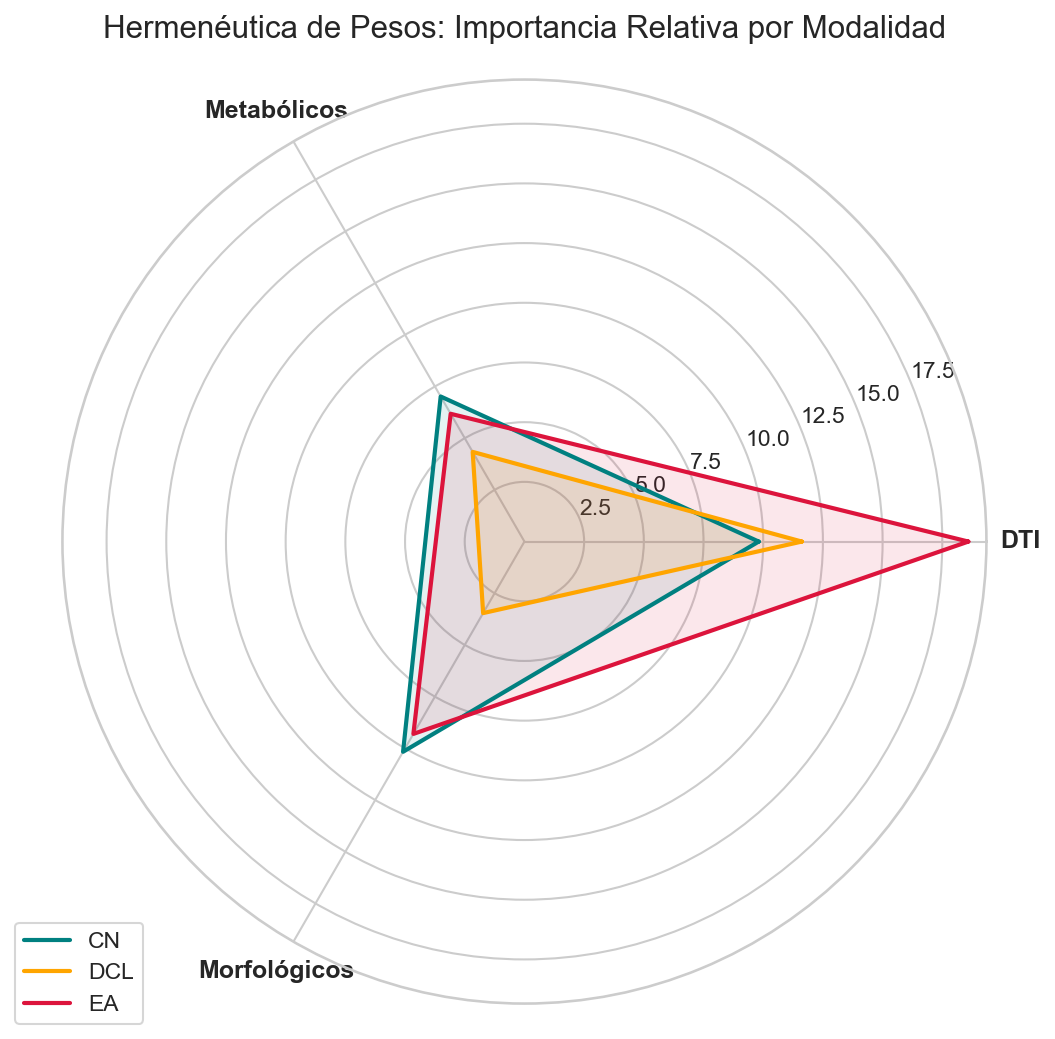 Hermenéutica de Pesos: Importancia Relativa por Modalidad
Metabólicos
17.5
15.0
12.5
10.0
7.5
5.0
2.5
DTI
Morfológicos
CN
DCL
EA